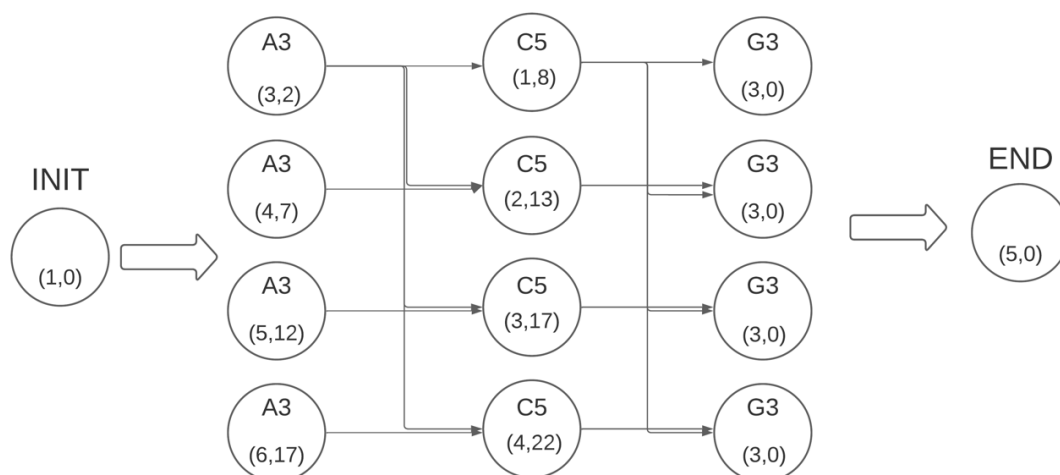 INIT
(1,0)
A3
(3,2)
A3
(4,7)
A3
(5,12)
A3
(6,17)
C5
(1,8)
C5
(2,13)
C5
(3,17)
C5
(4,22)
G3
(3,0)
G3
(3,0)
G3
(3,0)
G3
(3,0)
END
(5,0)